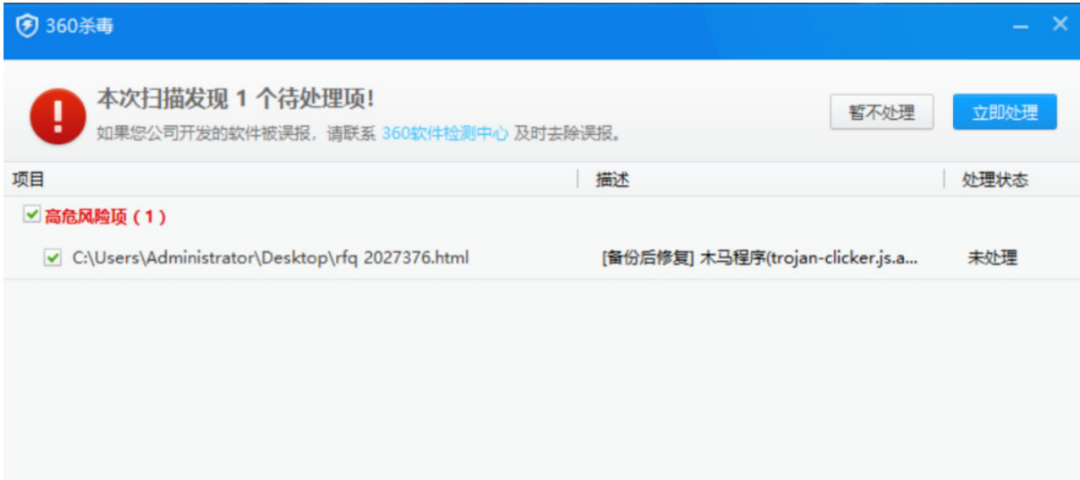 360杀毒
本次扫描发现 1 个待处理项!
如果您公司开发的软件被误报，请联系 360软件检测中心 及时去除误报。
暂不处理
立即处理
项目 描述 处理状态
高危风险项（1）
C:\Users\Administrator\Desktop\rfq 2027376.html [备份后修复] 木马程序(trojan-clicker.js.a... 未处理